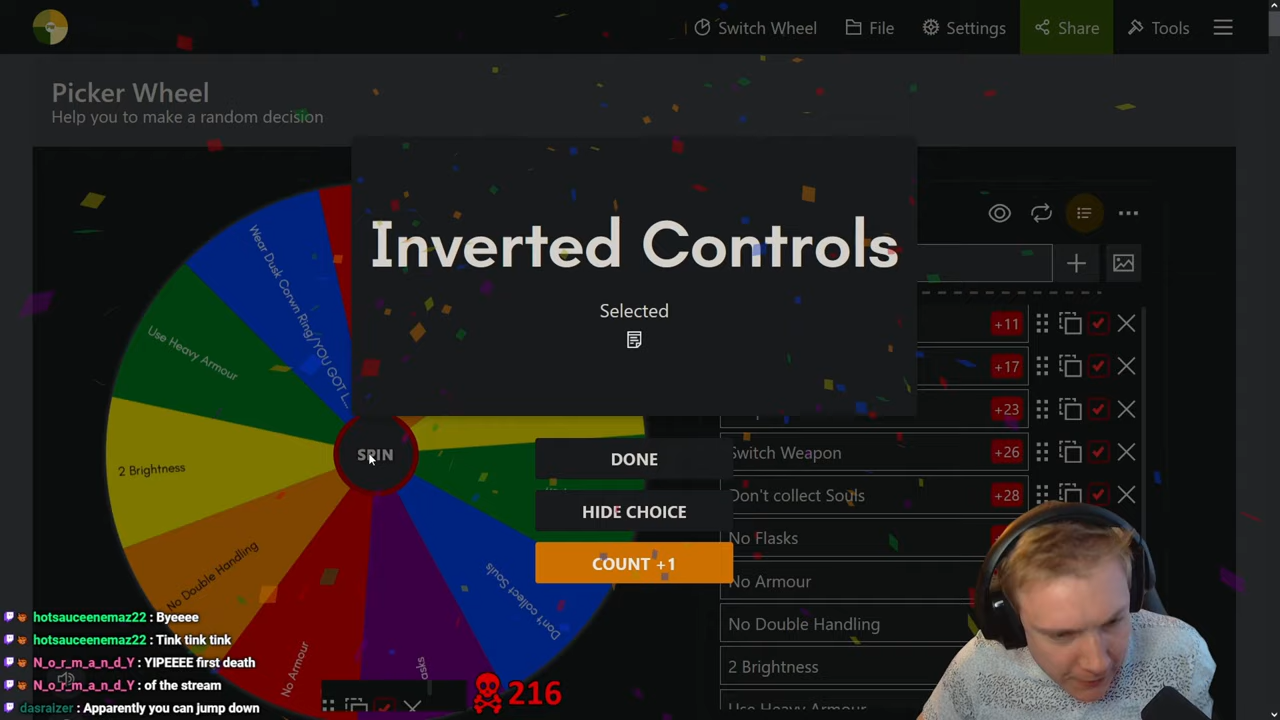 Switch Wheel
File
Settings
Share
Tools
Picker Wheel
Help you to make a random decision
Inverted Controls
Selected
DONE
HIDE CHOICE
COUNT +1
SPIN
Wear Dusk Corwn Ring/YOU GOT I...
Use Heavy Armour
2 Brightness
No Double Handling
No Armour
Don't collect Souls
+11
+17
+23
Switch Weapon
+26
Don't collect Souls
+28
No Flasks
No Armour
No Double Handling
2 Brightness
Use Heavy Armour
hotsauceenemaz22 : Byeeee
hotsauceenemaz22 : Tink tink tink
N_o_r_m_a_n_d_Y : YIPEEEE first death
N_o_r_m_a_n_d_Y : of the stream
dasraizer : Apparently you can jump down
216